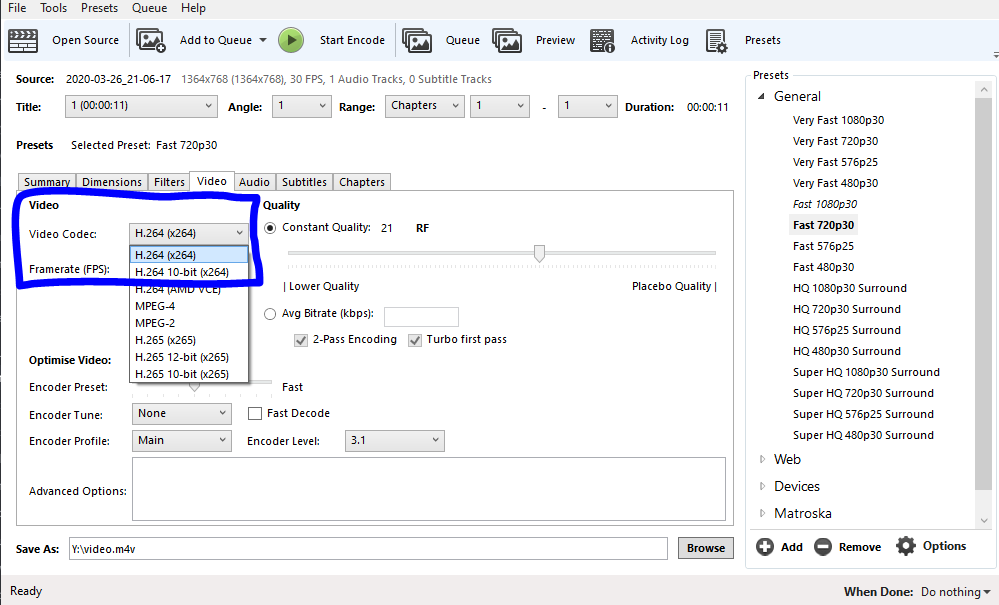 File Tools Presets Queue Help
Open Source Add to Queue Start Encode Queue Preview Activity Log Presets
Source: 2020-03-26_21-06-17 1364x768 (1364x768), 30 FPS, 1 Audio Tracks, 0 Subtitle Tracks
Title: 1 (00:00:11) Angle: 1 Range: Chapters 1 - 1 Duration: 00:00:11
Presets Selected Preset: Fast 720p30
Summary Dimensions Filters Video Audio Subtitles Chapters
Video
Video Codec: H.264 (x264)
H.264 (x264)
H.264 10-bit (x264)
Framerate (FPS):
H.264 (AMD VCE)
MPEG-4
MPEG-2
H.265 (x265)
H.265 12-bit (x265)
H.265 10-bit (x265)
Quality
Constant Quality: 21 RF
| Lower Quality Placebo Quality |
Avg Bitrate (kbps):
2-Pass Encoding Turbo first pass
Optimise Video:
Encoder Preset: Fast
Encoder Tune: None Fast Decode
Encoder Profile: Main Encoder Level: 3.1
Advanced Options:
Save As: Y:\video.m4v Browse
Presets
General
Very Fast 1080p30
Very Fast 720p30
Very Fast 576p25
Very Fast 480p30
Fast 1080p30
Fast 720p30
Fast 576p25
Fast 480p30
HQ 1080p30 Surround
HQ 720p30 Surround
HQ 576p25 Surround
HQ 480p30 Surround
Super HQ 1080p30 Surround
Super HQ 720p30 Surround
Super HQ 576p25 Surround
Super HQ 480p30 Surround
Web
Devices
Matroska
Add Remove Options
Ready When Done: Do nothing